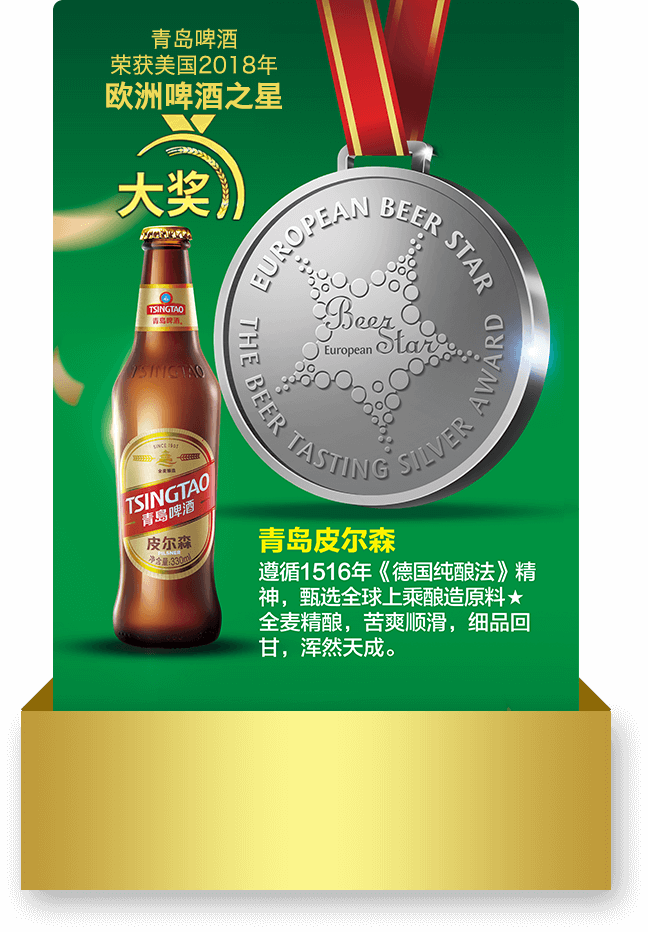 青岛啤酒
荣获美国2018年
欧洲啤酒之星
大奖
EUROPEAN BEER STAR
Beer
European Star
THE BEER TASTING SILVER AWARD
TSINGTAO
青島啤酒
TSINGTAO
SINCE 1903
TSINGTAO
青島啤酒
皮尔森
PILSNER
净含量:330ml
青岛皮尔森
遵循1516年《德国纯酿法》精
神，甄选全球上乘酿造原料★
全麦精酿，苦爽顺滑，细品回
甘，浑然天成。